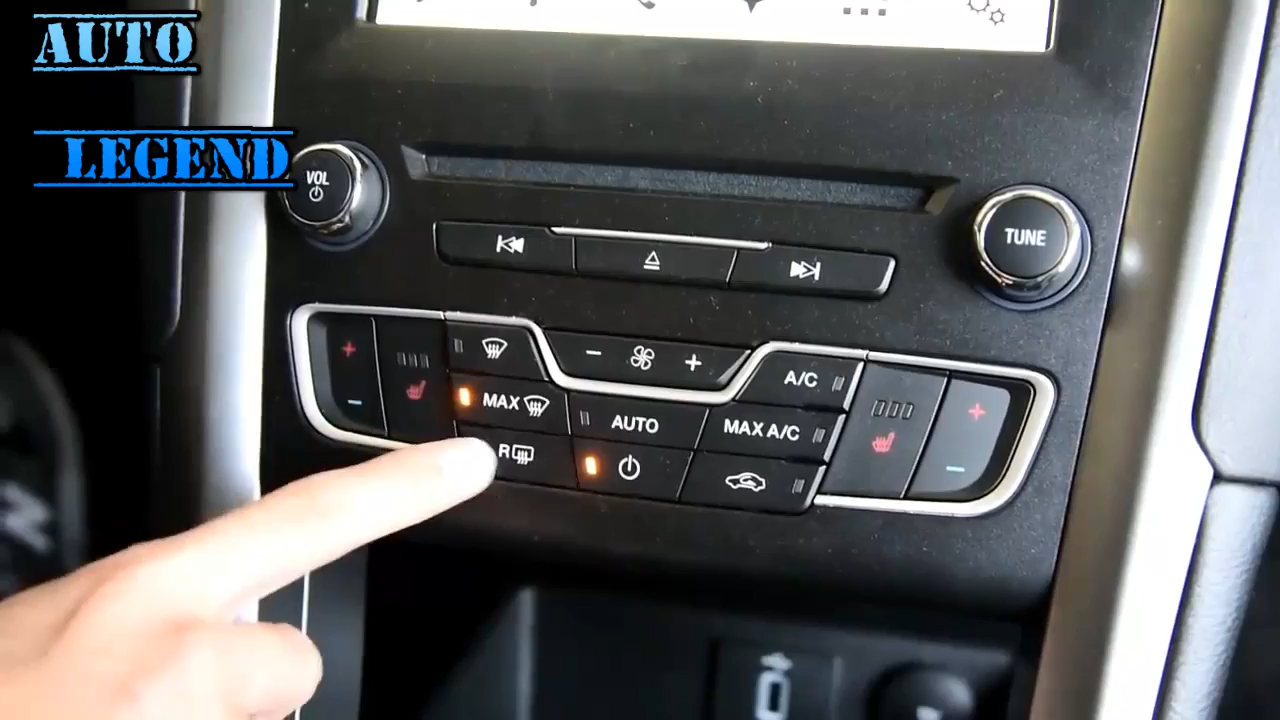 AUTO
LEGEND
VOL
TUNE
A/C
MAX
AUTO
MAX A/C
R